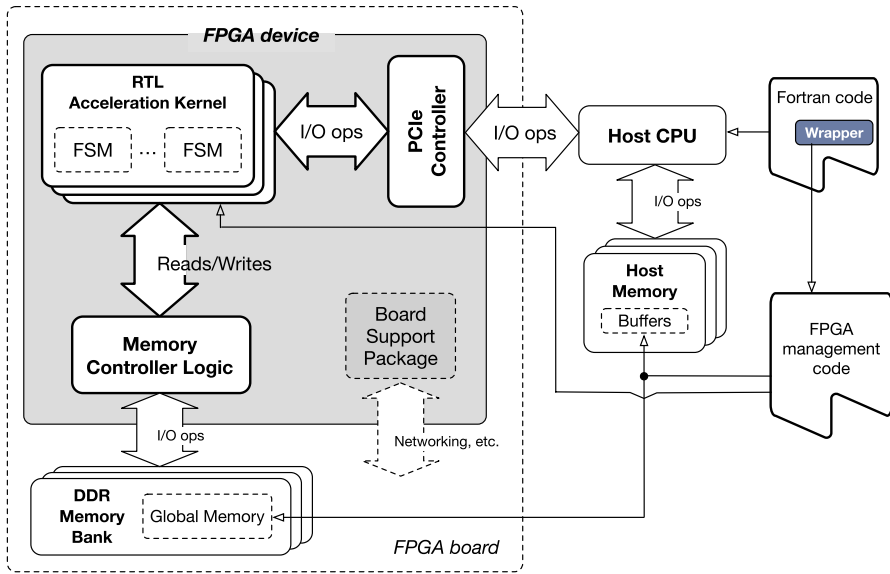 FPGA device
RTL
Acceleration Kernel
FSM
...
FSM
I/O ops
PCIe
Controller
I/O ops
Host CPU
Fortran code
Wrapper
I/O ops
Reads/Writes
Host
Memory
Buffers
Board
Support
Package
FPGA
management
code
Memory
Controller Logic
I/O ops
Networking, etc.
DDR
Memory
Bank
Global Memory
FPGA board